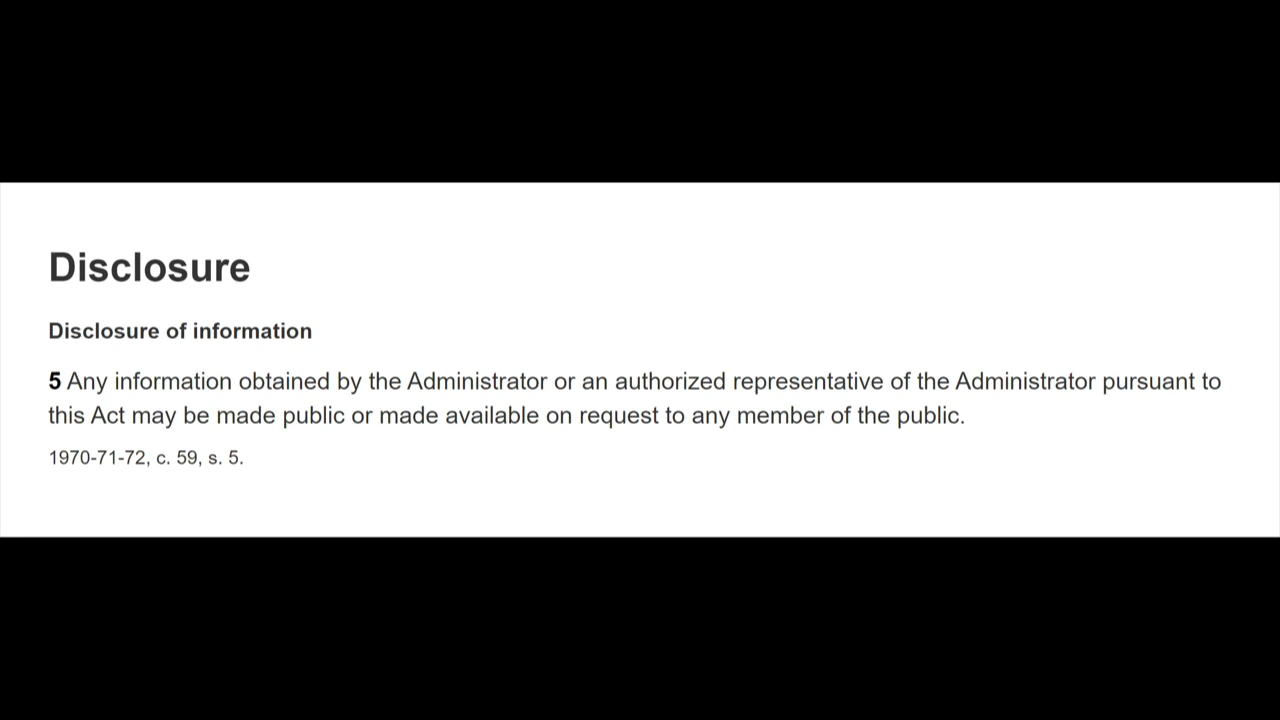 Disclosure
Disclosure of information
5 Any information obtained by the Administrator or an authorized representative of the Administrator pursuant to
this Act may be made public or made available on request to any member of the public.
1970-71-72, c. 59, s. 5.